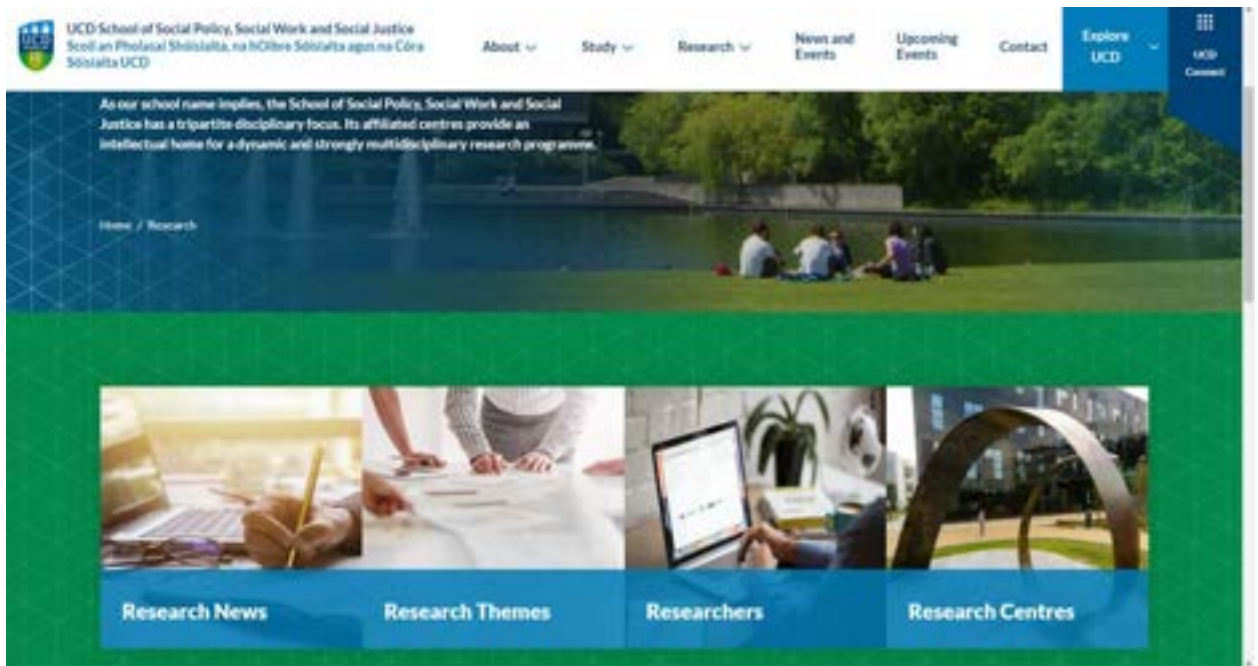 UCD School of Social Policy, Social Work and Social Justice
Scoil an Pholasaí Shóisialta, na hOibre Sóisialta agus na Córa
Sóisialta UCD
About
Study
Research
News and
Events
Upcoming
Events
Contact
Explore
UCD
UCD
Connect
UCD
As our school name implies, the School of Social Policy, Social Work and Social
Justice has a tripartite disciplinary focus. Its affiliated centres provide an
intellectual home for a dynamic and strongly multidisciplinary research programme.
Home / Research
Research News
Research Themes
Researchers
Research Centres